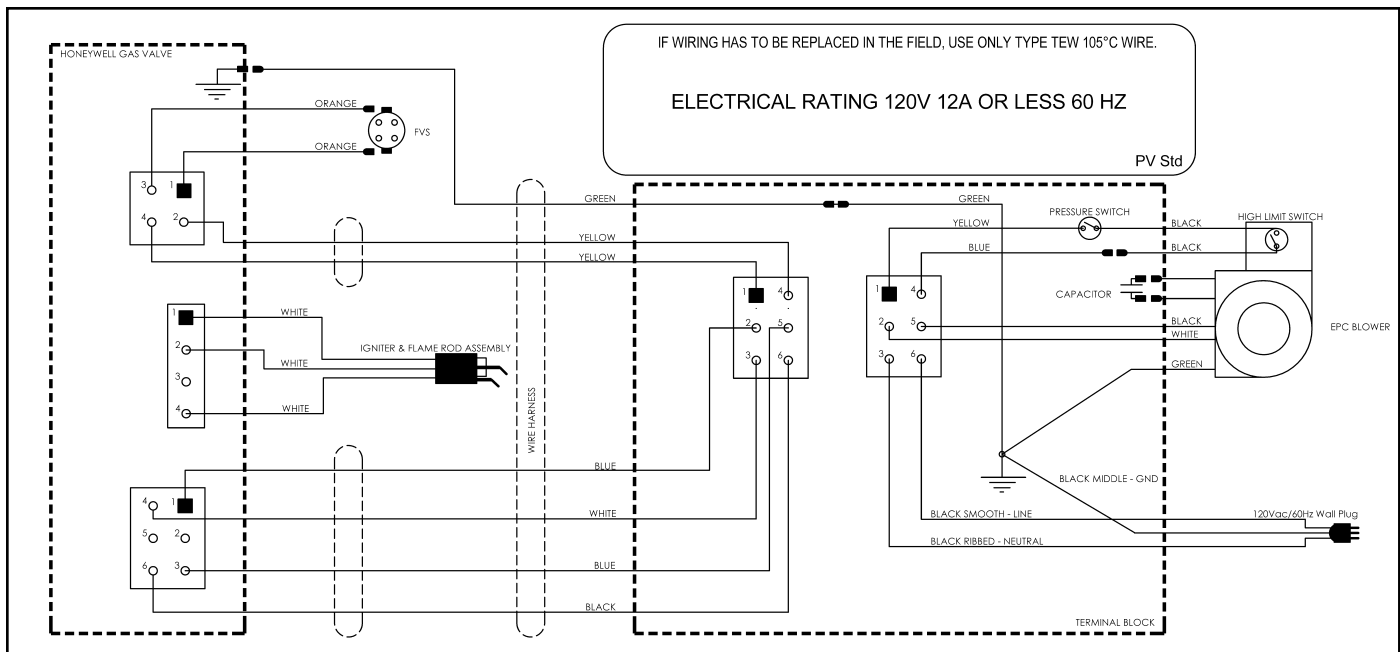 IF WIRING HAS TO BE REPLACED IN THE FIELD, USE ONLY TYPE TEW 105°C WIRE.
ELECTRICAL RATING 120V 12A OR LESS 60 HZ
PV Std
HONEYWELL GAS VALVE
ORANGE
ORANGE
FVS
3 1
4 2
GREEN
YELLOW
YELLOW
1
2
3
4
WHITE
WHITE
WHITE
IGNITER & FLAME ROD ASSEMBLY
WIRE HARNESS
4 1
5 2
6 3
BLUE
WHITE
BLUE
BLACK
1 4
2 5
3 6
GREEN
YELLOW
PRESSURE SWITCH
BLACK
HIGH LIMIT SWITCH
BLUE
BLACK
CAPACITOR
1 4
2 5
3 6
BLACK
WHITE
EPC BLOWER
GREEN
BLACK MIDDLE - GND
BLACK SMOOTH - LINE
120Vac/60Hz Wall Plug
BLACK RIBBED - NEUTRAL
TERMINAL BLOCK